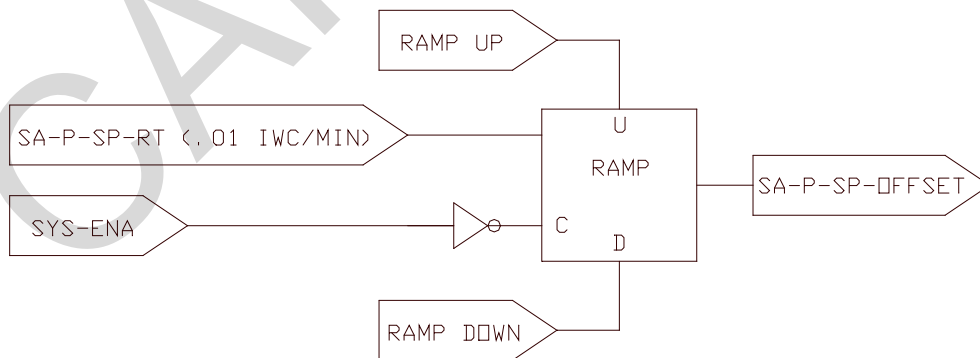 RAMP UP
SA-P-SP-RT (.01 IWC/MIN)
U
RAMP
SA-P-SP-OFFSET
SYS-ENA
C
D
RAMP DOWN